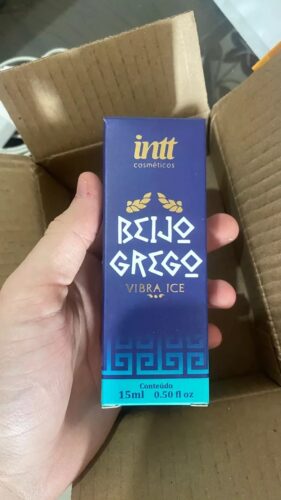 intt
cosméticos
BEIJO
GREGO
VIBRA ICE
Conteúdo
15ml 0.50 fl oz